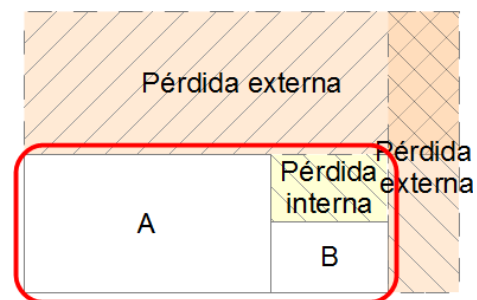 Pérdida externa
Pérdida
externa
Pérdida
interna
A
B